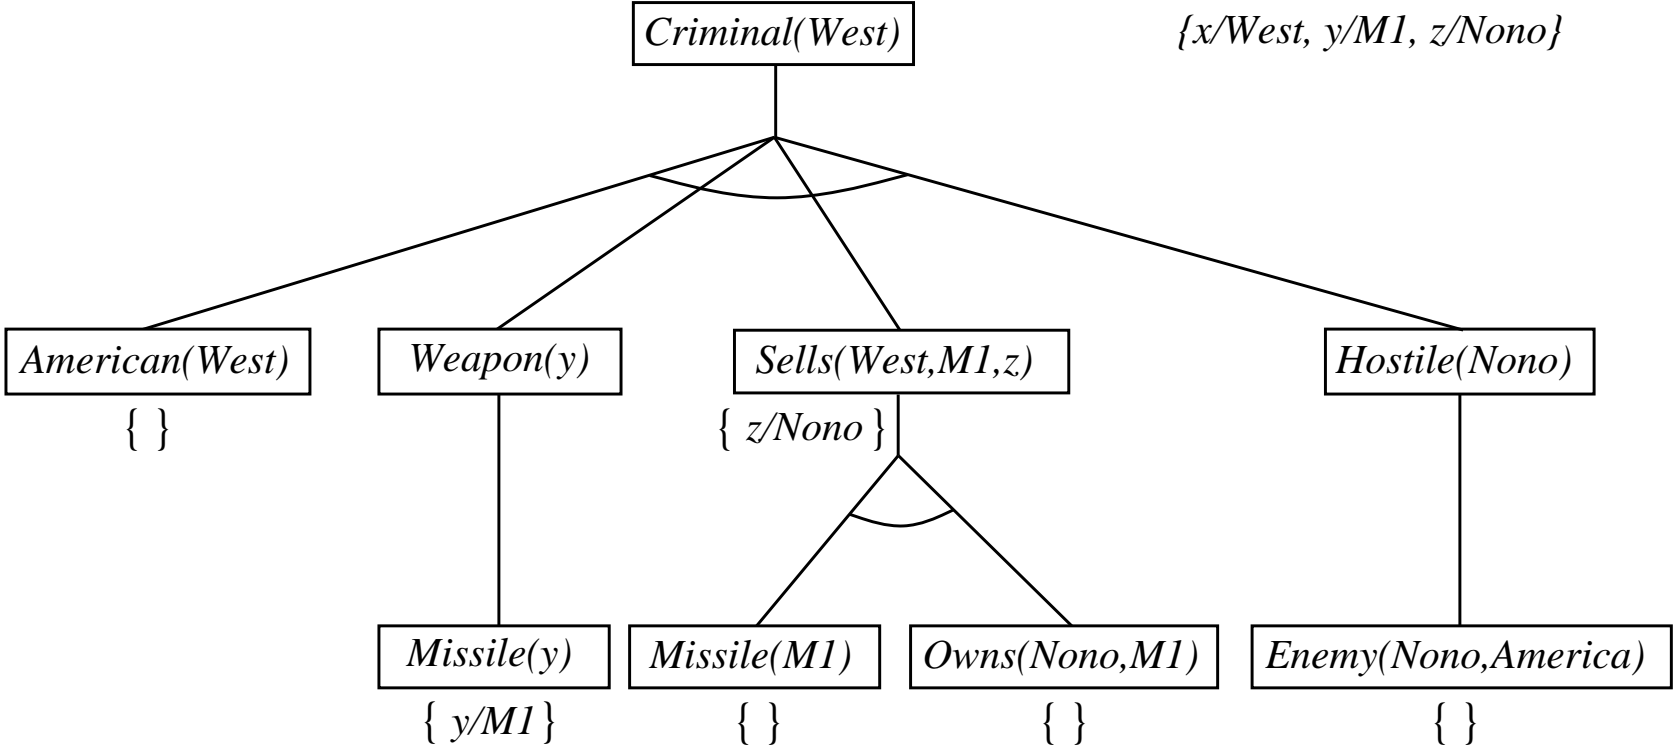 Criminal(West)
{x/West, y/M1, z/Nono}
American(West)
Weapon(y)
Sells(West,M1,z)
Hostile(Nono)
{ }
{ z/Nono }
Missile(y)
Missile(M1)
Owns(Nono,M1)
Enemy(Nono,America)
{ y/M1 }
{ }
{ }
{ }